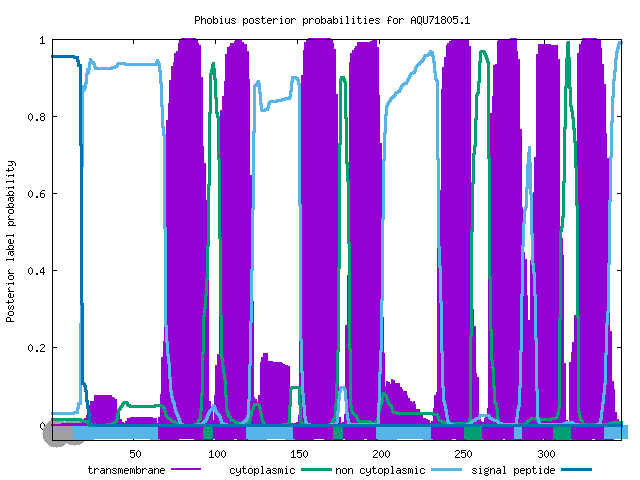 Phobius posterior probabilities for AQU71805.1
Posterior label probability
1
0.8
0.6
0.4
0.2
0
50
100
150
200
250
300
transmembrane
cytoplasmic
non cytoplasmic
signal peptide